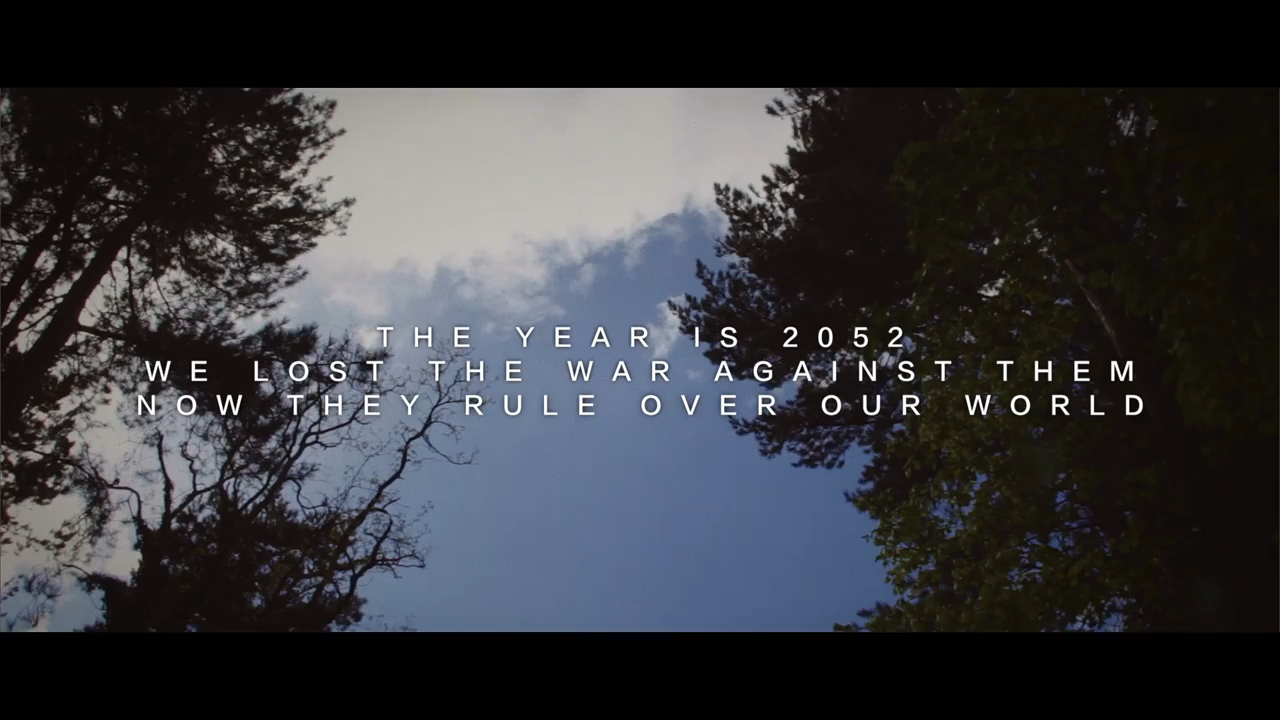 THE YEAR IS 2052
WE LOST THE WAR AGAINST THEM
NOW THEY RULE OVER OUR WORLD